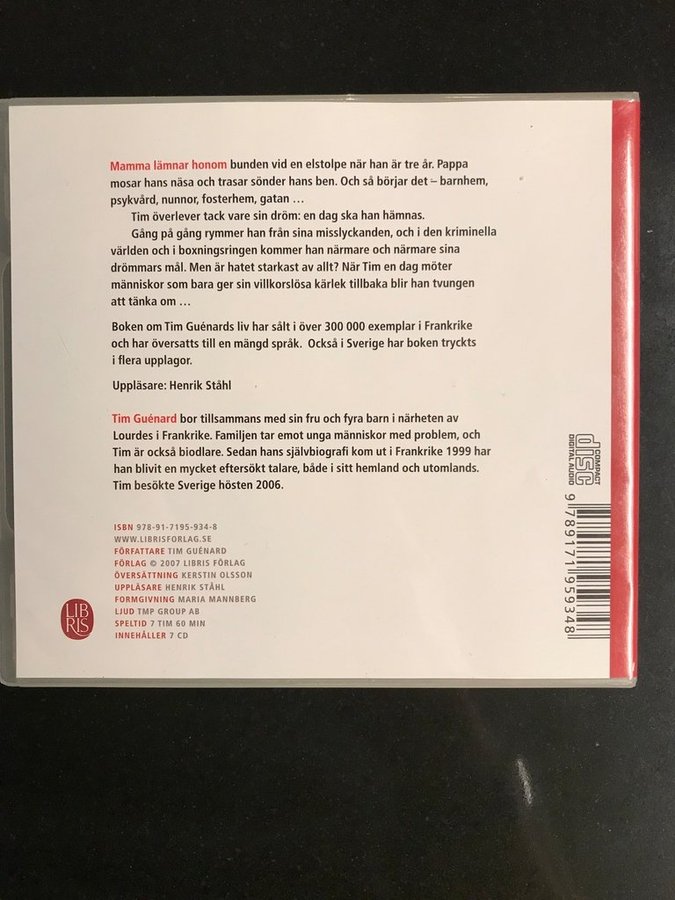 Mamma lämnar honom bunden vid en elstolpe när han är tre år. Pappa
mosar hans näsa och trasar sönder hans ben. Och så börjar det – barnhem,
psykvård, nunnor, fosterhem, gatan ...
Tim överlever tack vare sin dröm: en dag ska han hämnas.
Gång på gång rymmer han från sina misslyckanden, och i den kriminella
världen och i boxningsringen kommer han närmare och närmare sina
drömmars mål. Men är hatet starkast av allt? När Tim en dag möter
människor som bara ger sin villkorslösa kärlek tillbaka blir han tvungen
att tänka om ...
Boken om Tim Guénards liv har sålt i över 300 000 exemplar i Frankrike
och har översatts till en mängd språk. Också i Sverige har boken tryckts
i flera upplagor.
Uppläsare: Henrik Ståhl
Tim Guénard bor tillsammans med sin fru och fyra barn i närheten av
Lourdes i Frankrike. Familjen tar emot unga människor med problem, och
Tim är också biodlare. Sedan hans självbiografi kom ut i Frankrike 1999 har
han blivit en mycket eftersökt talare, både i sitt hemland och utomlands.
Tim besökte Sverige hösten 2006.
ISBN 978-91-7195-934-8
WWW.LIBRISFORLAG.SE
FÖRFATTARE TIM GUÉNARD
FÖRLAG © 2007 LIBRIS FÖRLAG
ÖVERSÄTTNING KERSTIN OLSSON
UPPLÄSARE HENRIK STÅHL
FORMGIVNING MARIA MANNBERG
LJUD TMP GROUP AB
SPELTID 7 TIM 60 MIN
INNEHÅLLER 7 CD
LIB
RIS
COMPACT
disc
DIGITAL AUDIO
9 789171 959348